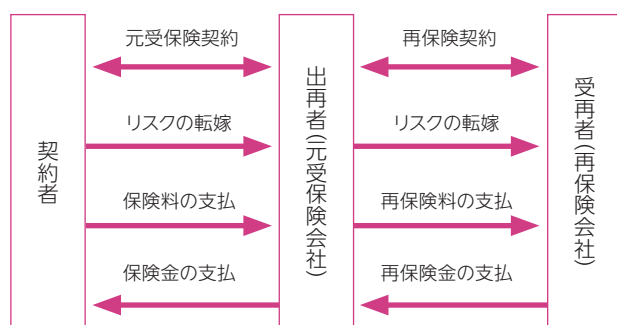 契約者
元受保険契約
リスクの転嫁
保険料の支払
保険金の支払
出再者(元受保険会社)
再保険契約
リスクの転嫁
再保険料の支払
再保険金の支払
受再者(再保険会社)